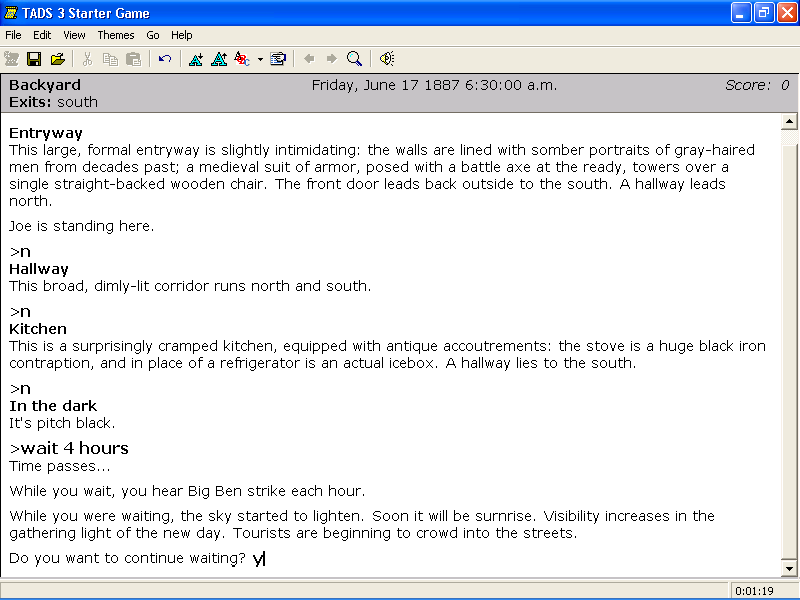 TADS 3 Starter Game
File Edit View Themes Go Help
Backyard Friday, June 17 1887 6:30:00 a.m. Score: 0
Exits: south
Entryway
This large, formal entryway is slightly intimidating: the walls are lined with somber portraits of gray-haired
men from decades past; a medieval suit of armor, posed with a battle axe at the ready, towers over a
single straight-backed wooden chair. The front door leads back outside to the south. A hallway leads
north.
Joe is standing here.
>n
Hallway
This broad, dimly-lit corridor runs north and south.
>n
Kitchen
This is a surprisingly cramped kitchen, equipped with antique accoutrements: the stove is a huge black iron
contraption, and in place of a refrigerator is an actual icebox. A hallway lies to the south.
>n
In the dark
It's pitch black.
>wait 4 hours
Time passes...
While you wait, you hear Big Ben strike each hour.
While you were waiting, the sky started to lighten. Soon it will be surnrise. Visibility increases in the
gathering light of the new day. Tourists are beginning to crowd into the streets.
Do you want to continue waiting? y
0:01:19